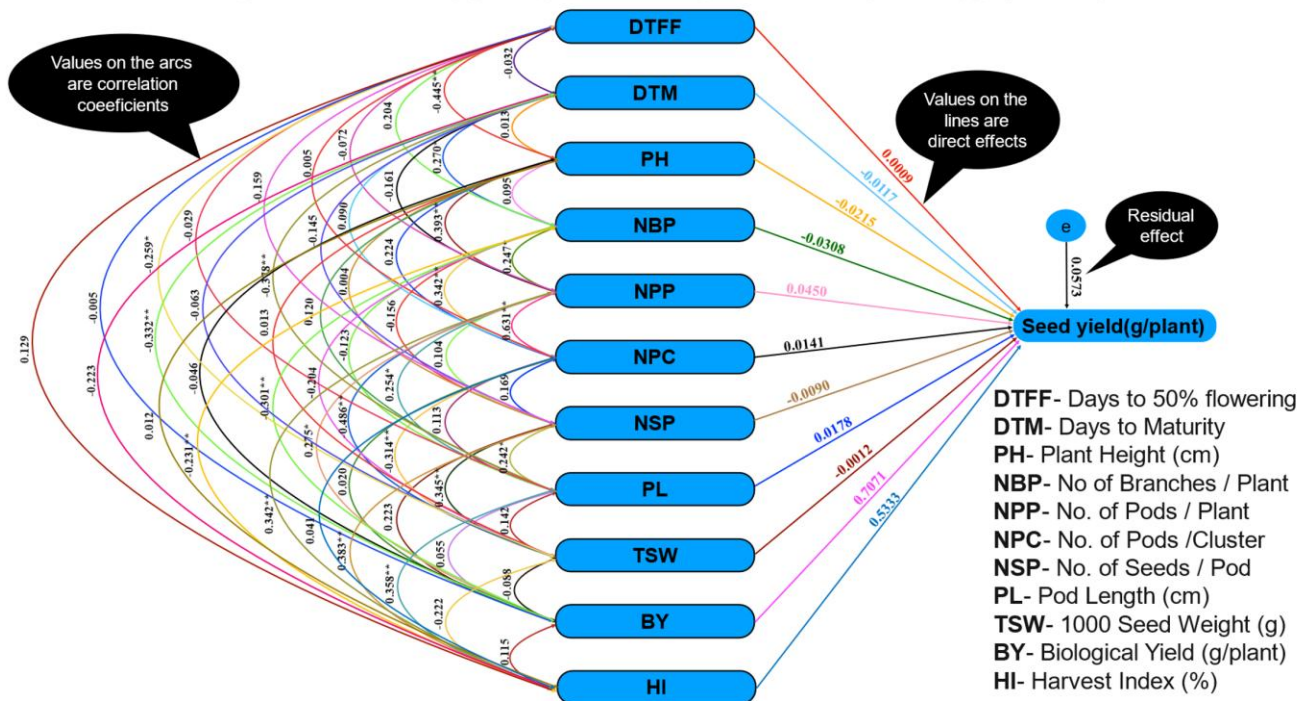 Values on the arcs
are correlation
coeeficients
DTFF
DTM
PH
NBP
NPP
NPC
NSP
PL
TSW
BY
HI
-0.032
-0.445**
0.013
0.204
0.270*
0.095
-0.072
-0.161
0.393**
0.247*
0.005
0.090
0.224
0.342**
0.631**
-0.159
-0.145
0.004
-0.156
0.104
0.169
-0.029
-0.063
-0.378**
0.120
-0.123
0.254*
0.113
0.242*
-0.259*
0.013
-0.204
-0.486**
-0.314**
0.345**
0.142
-0.005
-0.332**
-0.046
-0.301**
0.275*
0.020
0.223
0.055
-0.088
0.129
-0.223
0.012
-0.231**
0.342**
0.041
0.383**
0.358**
-0.222
0.115
Values on the
lines are
direct effects
0.0009
-0.0117
-0.0215
-0.0308
0.0450
0.0141
-0.0090
0.0178
-0.0012
0.7071
0.5333
e
Residual
effect
0.0573
Seed yield(g/plant)
DTFF- Days to 50% flowering
DTM- Days to Maturity
PH- Plant Height (cm)
NBP- No of Branches / Plant
NPP- No. of Pods / Plant
NPC- No. of Pods /Cluster
NSP- No. of Seeds / Pod
PL- Pod Length (cm)
TSW- 1000 Seed Weight (g)
BY- Biological Yield (g/plant)
HI- Harvest Index (%)